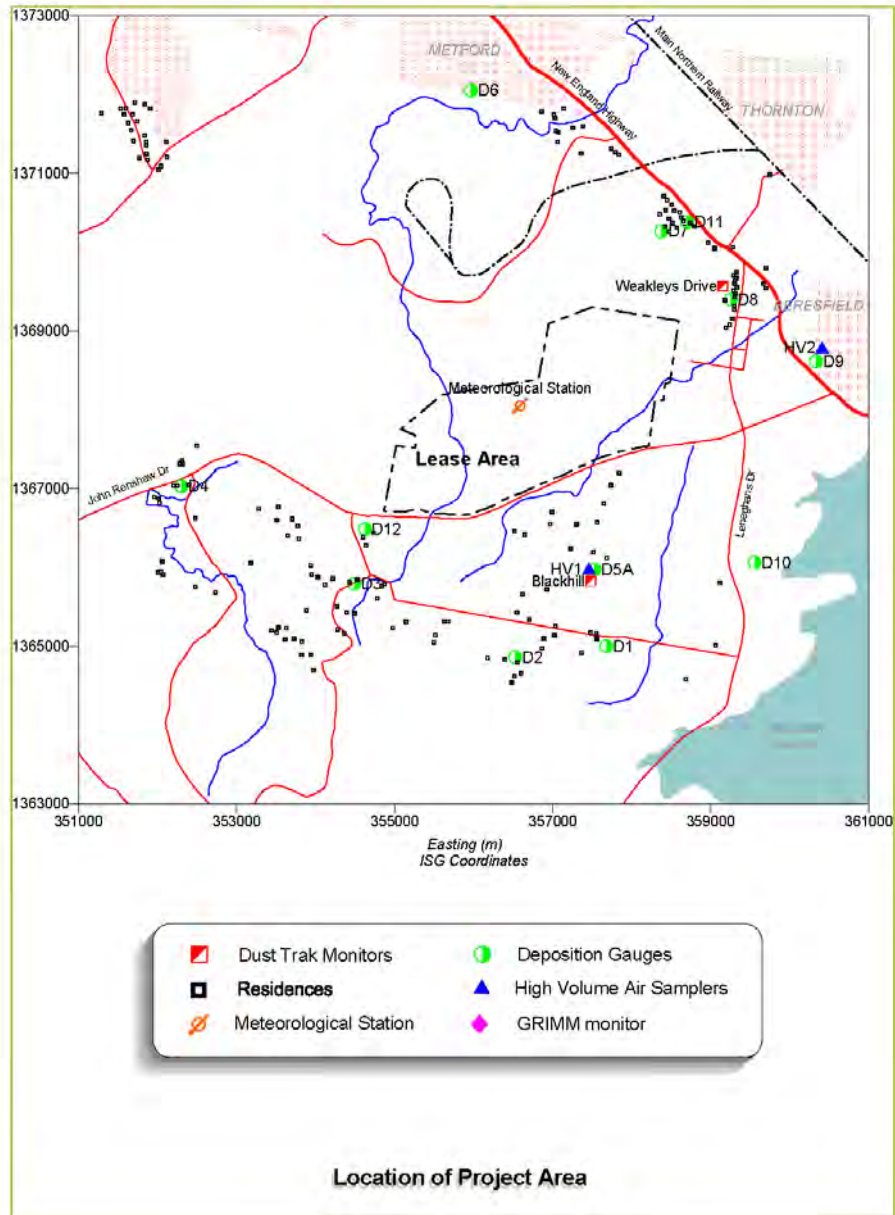 1373000
METFORD
New England Highway
Main Northern Railway
D6
THORNTON
1371000
D11
D7
Weakleys Drive
D8
1369000
BERESFIELD
HV2
D9
Meteorological Station
Lease Area
1367000
John Renshaw Dr
D4
D12
Lenaghans Dr
D10
HV1
D5A
Blackhill
D3
1365000
D1
D2
1363000
351000
353000
355000
357000
359000
361000
Easting (m)
ISG Coordinates
Dust Trak Monitors
Deposition Gauges
Residences
High Volume Air Samplers
Meteorological Station
GRIMM monitor
Location of Project Area